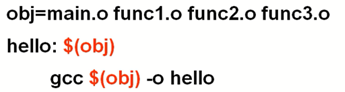 obj=main.o func1.o func2.o func3.o
hello: $(obj)
gcc $(obj) -o hello